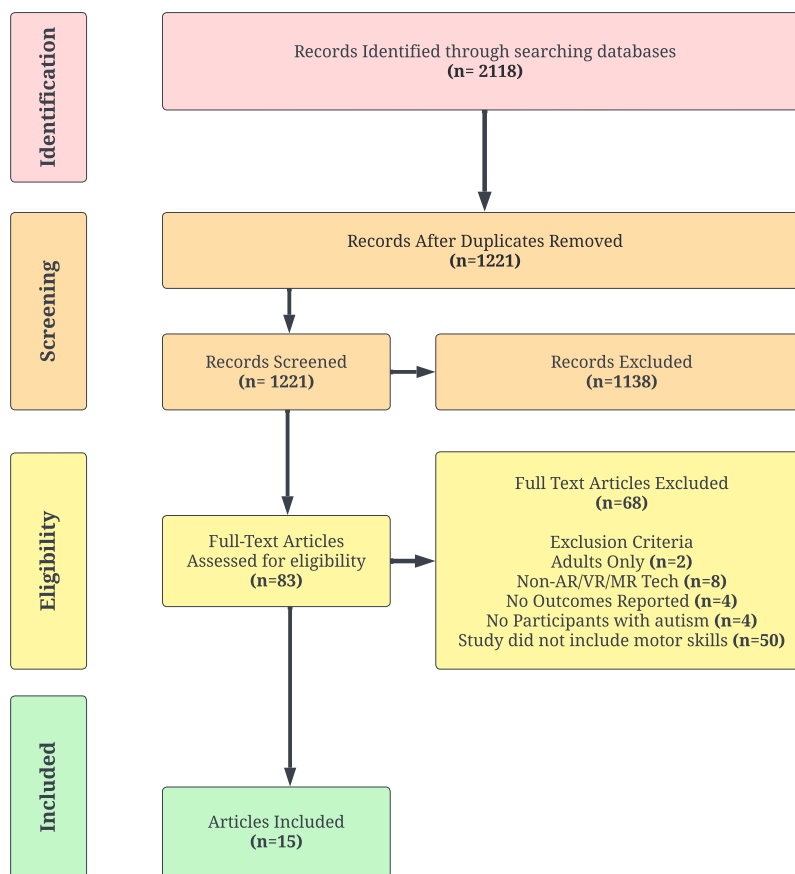 Identification
Records Identified through searching databases
(n= 2118)
Screening
Records After Duplicates Removed
(n=1221)
Records Screened
(n= 1221)
Records Excluded
(n=1138)
Eligibility
Full-Text Articles
Assessed for eligibility
(n=83)
Full Text Articles Excluded
(n=68)
Exclusion Criteria
Adults Only (n=2)
Non-AR/VR/MR Tech (n=8)
No Outcomes Reported (n=4)
No Participants with autism (n=4)
Study did not include motor skills (n=50)
Included
Articles Included
(n=15)